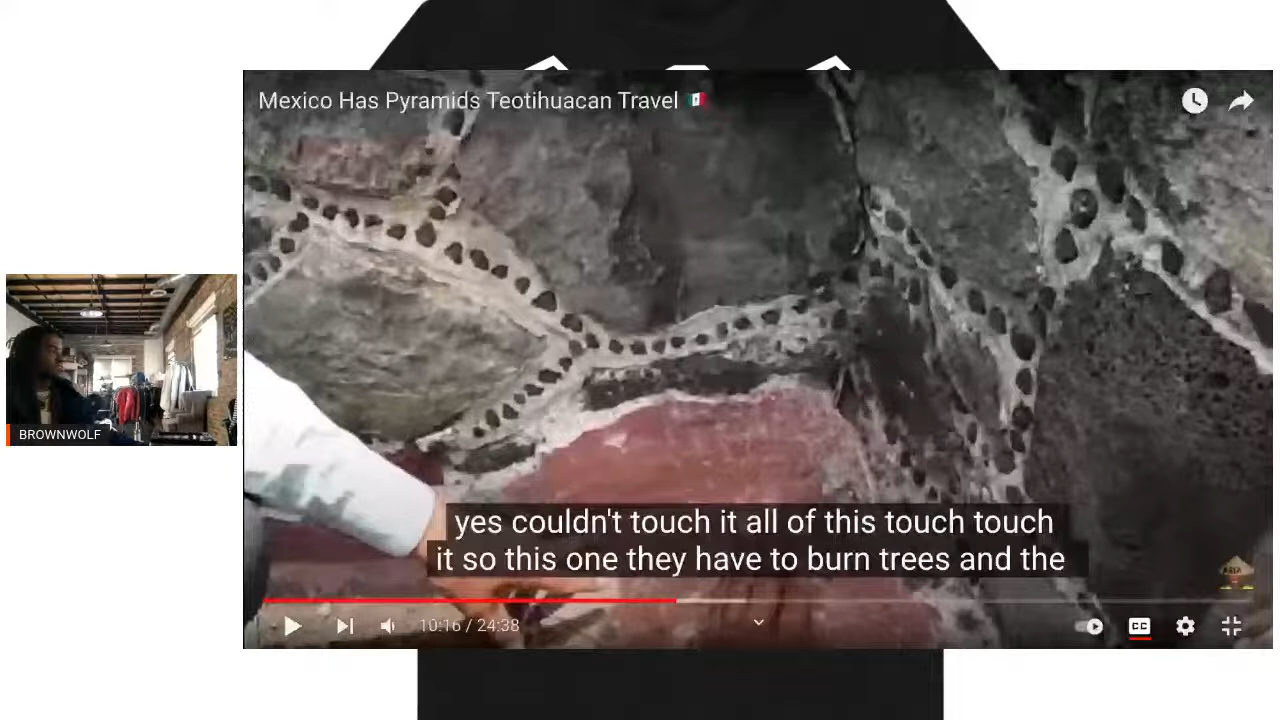 Mexico Has Pyramids Teotihuacan Travel 🇲🇽
BROWNWOLF
yes couldn't touch it all of this touch touch
it so this one they have to burn trees and the
10:16 / 24:38
CC